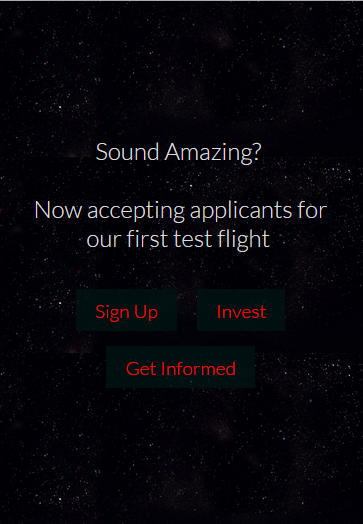 Sound Amazing?
Now accepting applicants for
our first test flight
Sign Up
Invest
Get Informed